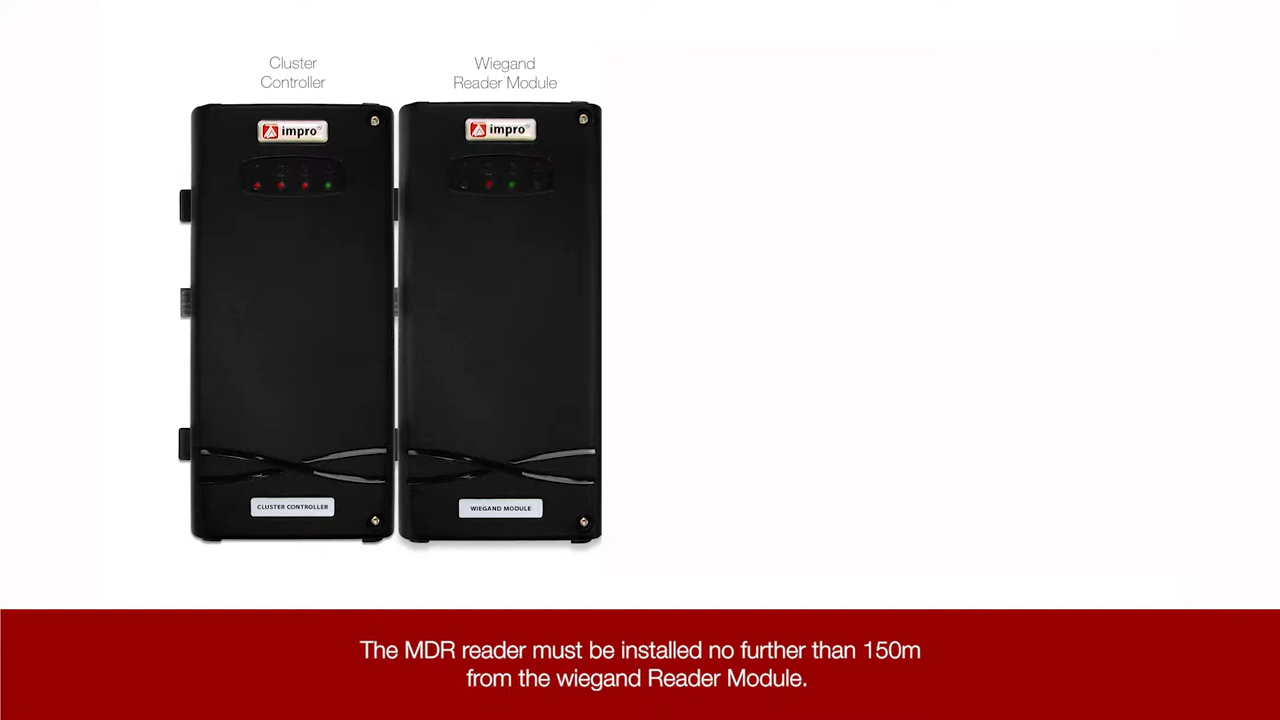 Cluster
Controller
Wiegand
Reader Module
impro
impro
CLUSTER CONTROLLER
WIEGAND MODULE
The MDR reader must be installed no further than 150m
from the wiegand Reader Module.